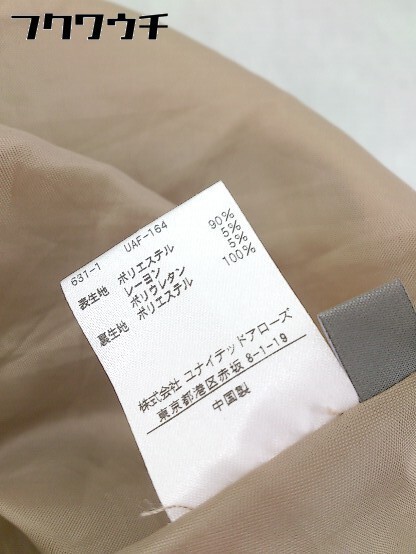 フクワウチ
631-1 UAF-164
表生地 ポリエステル 90%
レーヨン 5%
ポリウレタン 5%
裏生地 ポリエステル 100%
株式会社 ユナイテッドアローズ
東京都港区赤坂 8-1-19
中国製